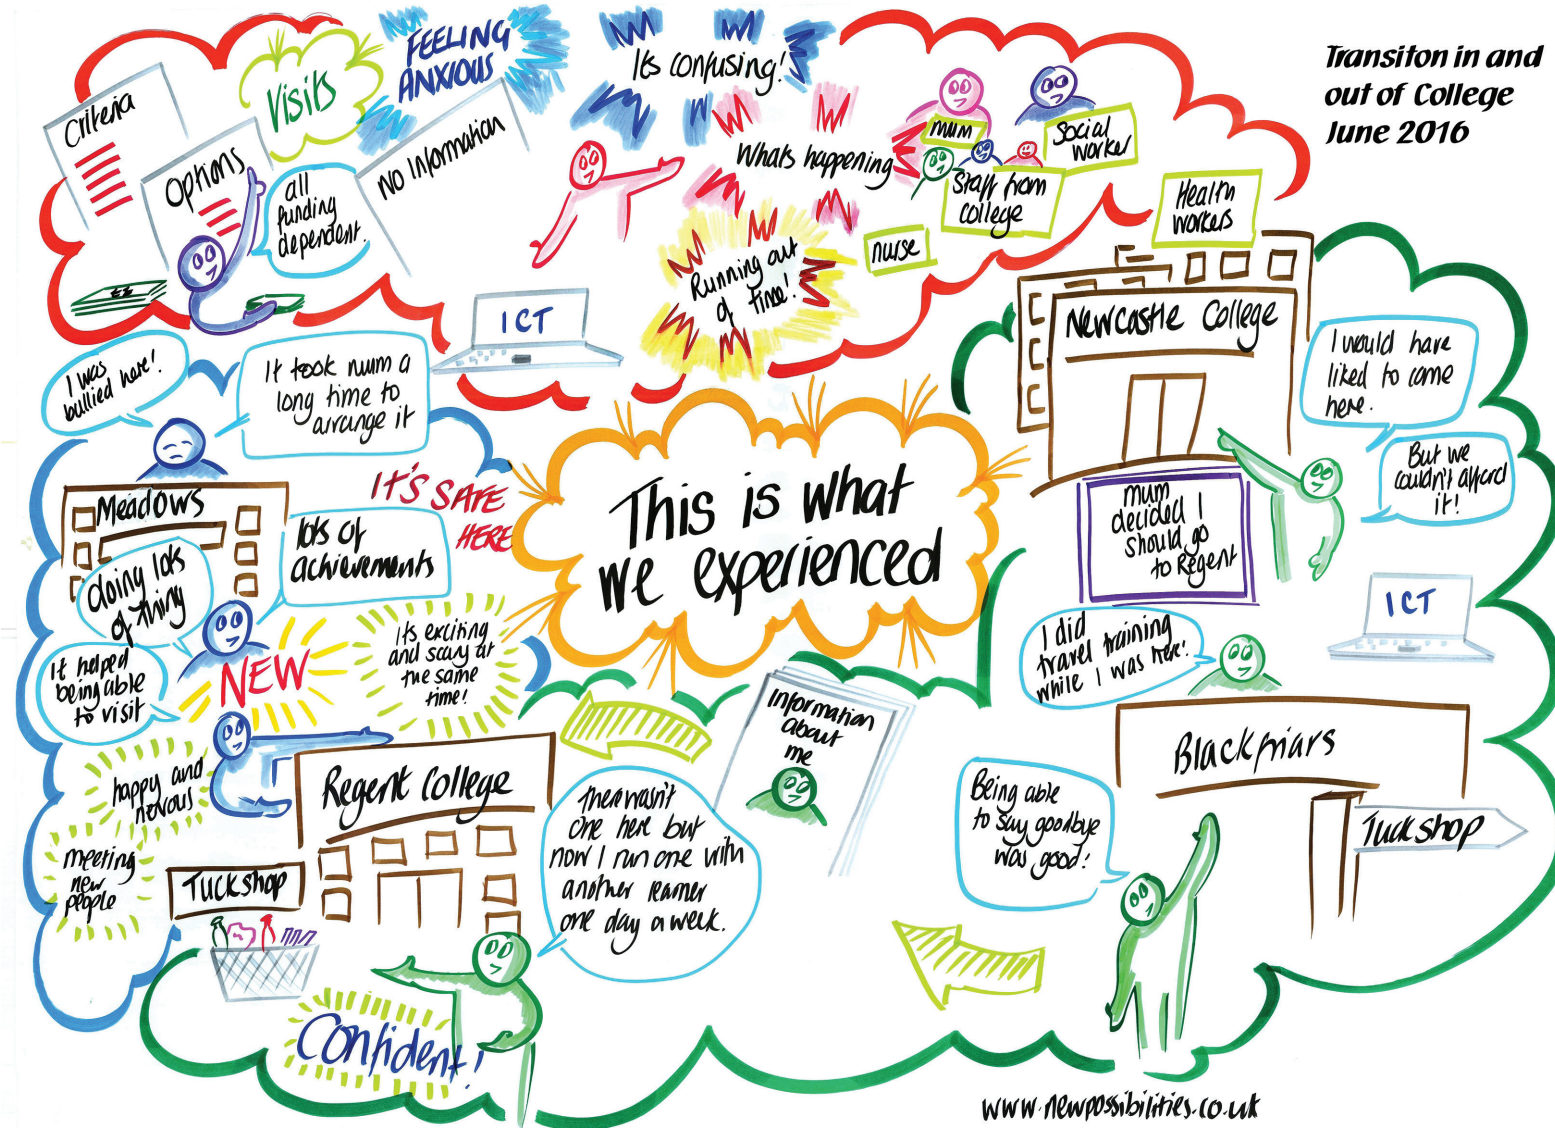 Transiton in and
out of College
June 2016
Criteria
Options
Visits
FEELING
ANXIOUS
No Information
all
funding
dependent.
Its confusing!
Whats happening
Running out
of time!
mum
Social
worker
Staff from
college
nurse
Health
workers
ICT
I was
bullied here!
It took mum a
long time to
arrange it
Meadows
IT'S SAFE
HERE
lots of
achievements
doing lots
of thing
It helped
being able
to visit
NEW
Its exciting
and scary at
the same
time!
happy and
nervous
meeting
new
people
This is what
we experienced
Newcastle College
I would have
liked to come
here.
But we
couldn't afford
it!
mum
decided I
should go
to Regent
ICT
I did
travel training
while I was here!
Blackfriars
Tuckshop
Being able
to say goodbye
was good!
Information
about
me
Regent College
Tuckshop
there wasn't
one here but
now I run one with
another learner
one day a week.
Confident!
www.newpossibilities.co.uk